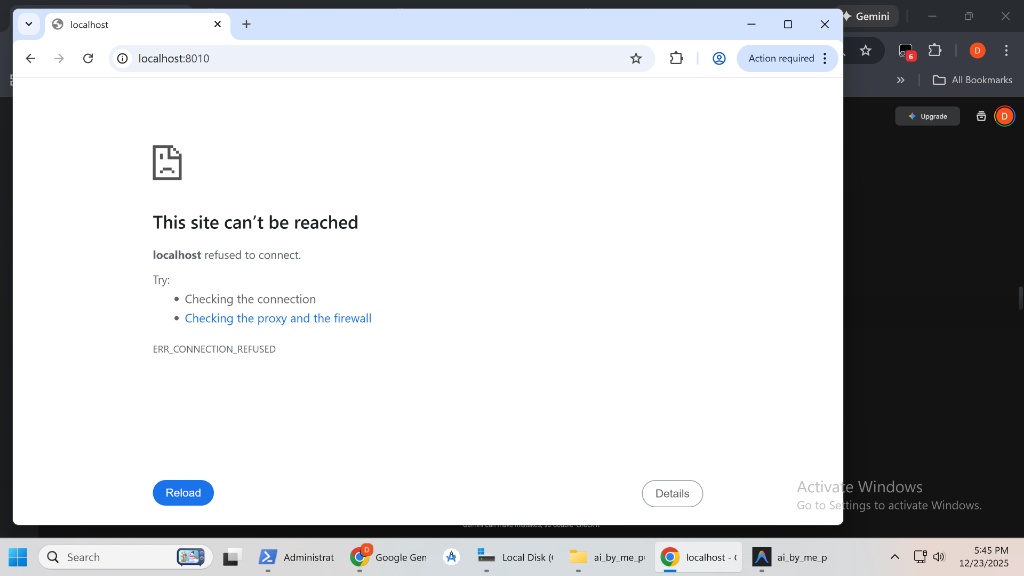 localhost
Gemini
localhost:8010
Action required
6
D
All Bookmarks
Upgrade
D
This site can't be reached
localhost refused to connect.
Try:
• Checking the connection
• Checking the proxy and the firewall
ERR_CONNECTION_REFUSED
Reload
Details
Activate Windows
Go to Settings to activate Windows.
Search
Administrat
D
Google Gen
Local Disk (
ai_by_me_p
localhost - G
ai_by_me_p
5:45 PM
12/23/2025